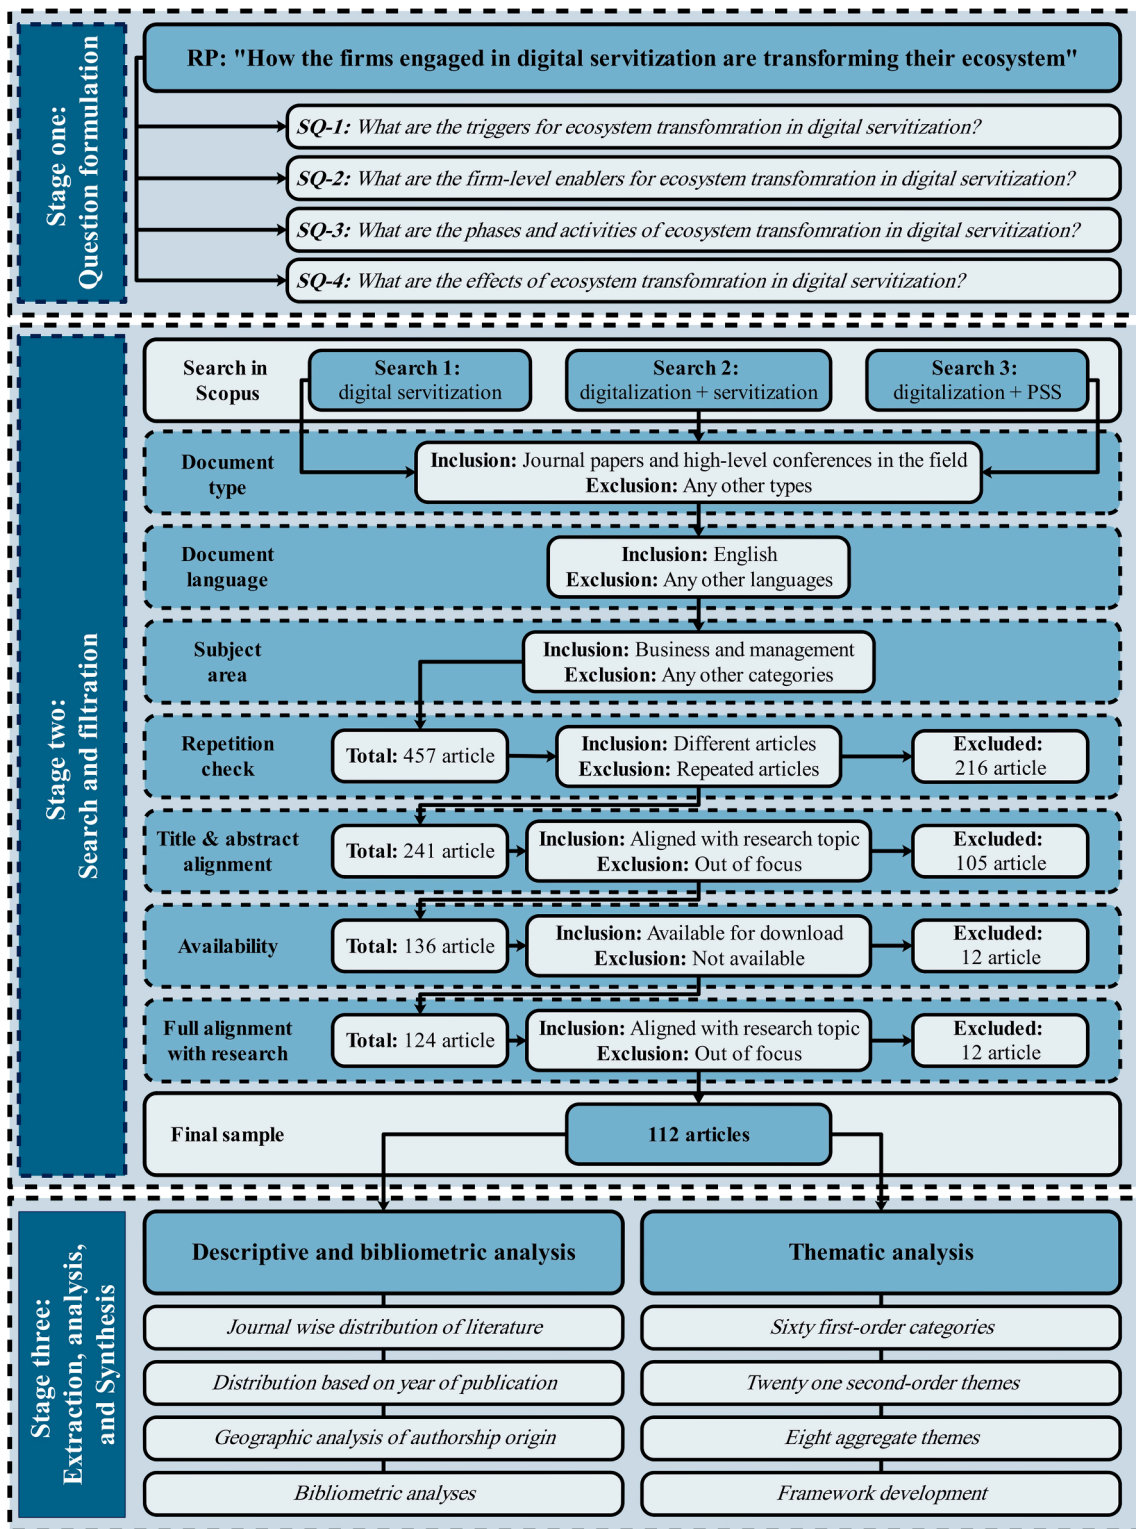 Stage one:
Question formulation
RP: "How the firms engaged in digital servitization are transforming their ecosystem"
SQ-1: What are the triggers for ecosystem transfomration in digital servitization?
SQ-2: What are the firm-level enablers for ecosystem transfomration in digital servitization?
SQ-3: What are the phases and activities of ecosystem transfomration in digital servitization?
SQ-4: What are the effects of ecosystem transfomration in digital servitization?
Stage two:
Search and filtration
Search in
Scopus
Search 1:
digital servitization
Search 2:
digitalization + servitization
Search 3:
digitalization + PSS
Document
type
Inclusion: Journal papers and high-level conferences in the field
Exclusion: Any other types
Document
language
Inclusion: English
Exclusion: Any other languages
Subject
area
Inclusion: Business and management
Exclusion: Any other categories
Repetition
check
Total: 457 article
Inclusion: Different articles
Exclusion: Repeated articles
Excluded:
216 article
Title & abstract
alignment
Total: 241 article
Inclusion: Aligned with research topic
Exclusion: Out of focus
Excluded:
105 article
Availability
Total: 136 article
Inclusion: Available for download
Exclusion: Not available
Excluded:
12 article
Full alignment
with research
Total: 124 article
Inclusion: Aligned with research topic
Exclusion: Out of focus
Excluded:
12 article
Final sample
112 articles
Stage three:
Extraction, analysis,
and Synthesis
Descriptive and bibliometric analysis
Journal wise distribution of literature
Distribution based on year of publication
Geographic analysis of authorship origin
Bibliometric analyses
Thematic analysis
Sixty first-order categories
Twenty one second-order themes
Eight aggregate themes
Framework development